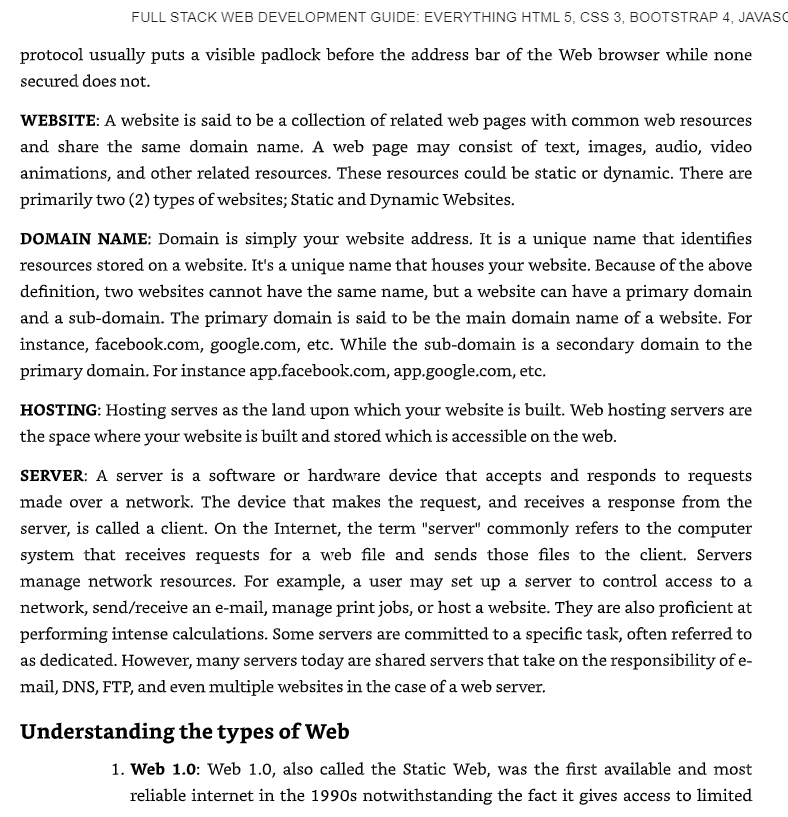 FULL STACK WEB DEVELOPMENT GUIDE: EVERYTHING HTML 5, CSS 3, BOOTSTRAP 4, JAVASC
protocol usually puts a visible padlock before the address bar of the Web browser while none
secured does not.
WEBSITE: A website is said to be a collection of related web pages with common web resources
and share the same domain name. A web page may consist of text, images, audio, video
animations, and other related resources. These resources could be static or dynamic. There are
primarily two (2) types of websites; Static and Dynamic Websites.
DOMAIN NAME: Domain is simply your website address. It is a unique name that identifies
resources stored on a website. It's a unique name that houses your website. Because of the above
definition, two websites cannot have the same name, but a website can have a primary domain
and a sub-domain. The primary domain is said to be the main domain name of a website. For
instance, facebook.com, google.com, etc. While the sub-domain is a secondary domain to the
primary domain. For instance app.facebook.com, app.google.com, etc.
HOSTING: Hosting serves as the land upon which your website is built. Web hosting servers are
the space where your website is built and stored which is accessible on the web.
SERVER: A server is a software or hardware device that accepts and responds to requests
made over a network. The device that makes the request, and receives a response from the
server, is called a client. On the Internet, the term "server" commonly refers to the computer
system that receives requests for a web file and sends those files to the client. Servers
manage network resources. For example, a user may set up a server to control access to a
network, send/receive an e-mail, manage print jobs, or host a website. They are also proficient at
performing intense calculations. Some servers are committed to a specific task, often referred to
as dedicated. However, many servers today are shared servers that take on the responsibility of e-
mail, DNS, FTP, and even multiple websites in the case of a web server.
Understanding the types of Web
1. Web 1.0: Web 1.0, also called the Static Web, was the first available and most
reliable internet in the 1990s notwithstanding the fact it gives access to limited